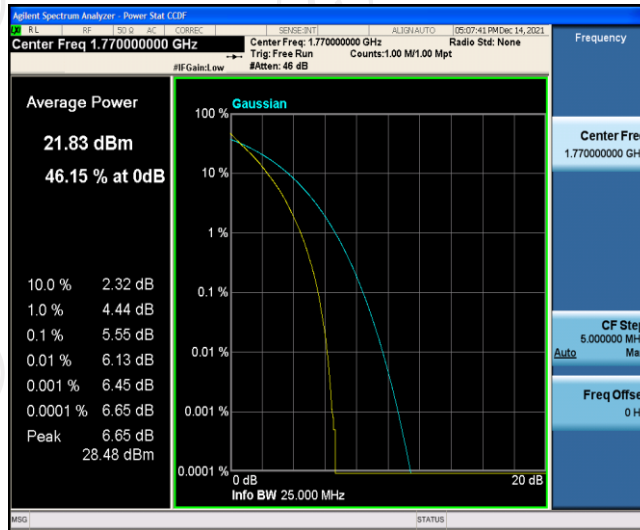 Agilent Spectrum Analyzer - Power Stat CCDF
RL RF 50 Ω AC CORREC SENSE:INT ALIGNAUTO 05:07:41 PM Dec 14, 2021
Center Freq 1.770000000 GHz
Center Freq: 1.770000000 GHz Radio Std: None
Trig: Free Run Counts:1.00 M/1.00 Mpt
#IFGain:Low #Atten: 46 dB
Frequency
Average Power
21.83 dBm
46.15 % at 0dB
10.0 % 2.32 dB
1.0 % 4.44 dB
0.1 % 5.55 dB
0.01 % 6.13 dB
0.001 % 6.45 dB
0.0001 % 6.65 dB
Peak 6.65 dB
28.48 dBm
Gaussian
100 %
10 %
1 %
0.1 %
0.01 %
0.001 %
0.0001 %
0 dB 20 dB
Info BW 25.000 MHz
Center Fre
1.770000000 GH
CF Step
5.000000 MH
Auto Ma
Freq Offse
0 H
MSG STATUS